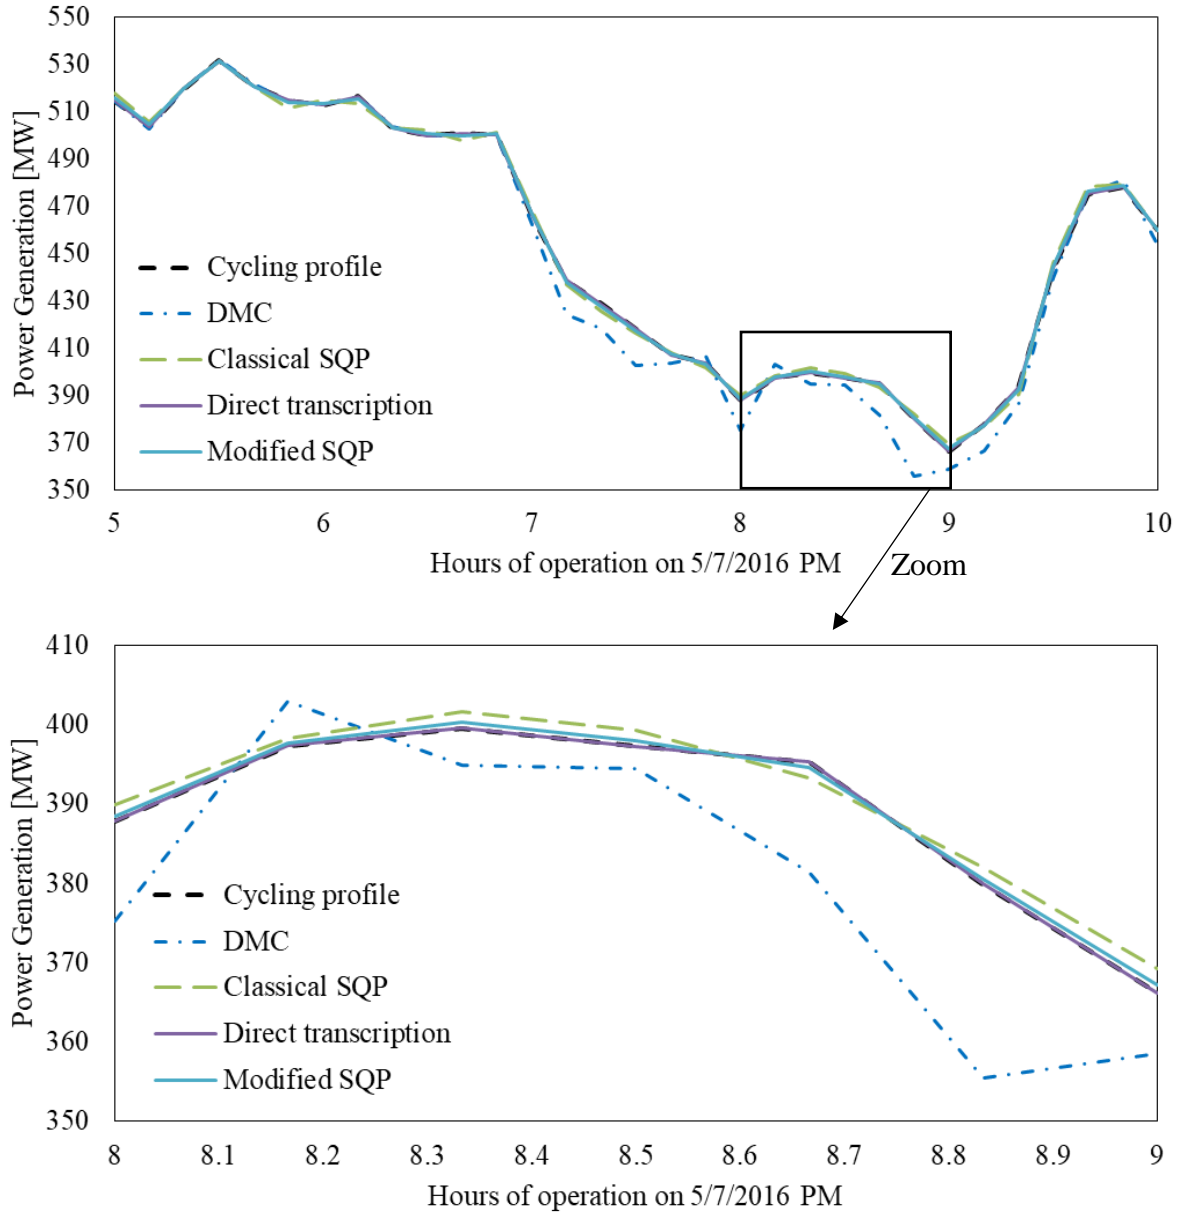 550
530
510
490
470
450
430
410
390
370
350
Power Generation [MW]
Cycling profile
DMC
Classical SQP
Direct transcription
Modified SQP
5 6 7 8 9 10
Hours of operation on 5/7/2016 PM
Zoom
410
400
390
380
370
360
350
Power Generation [MW]
Cycling profile
DMC
Classical SQP
Direct transcription
Modified SQP
8 8.1 8.2 8.3 8.4 8.5 8.6 8.7 8.8 8.9 9
Hours of operation on 5/7/2016 PM